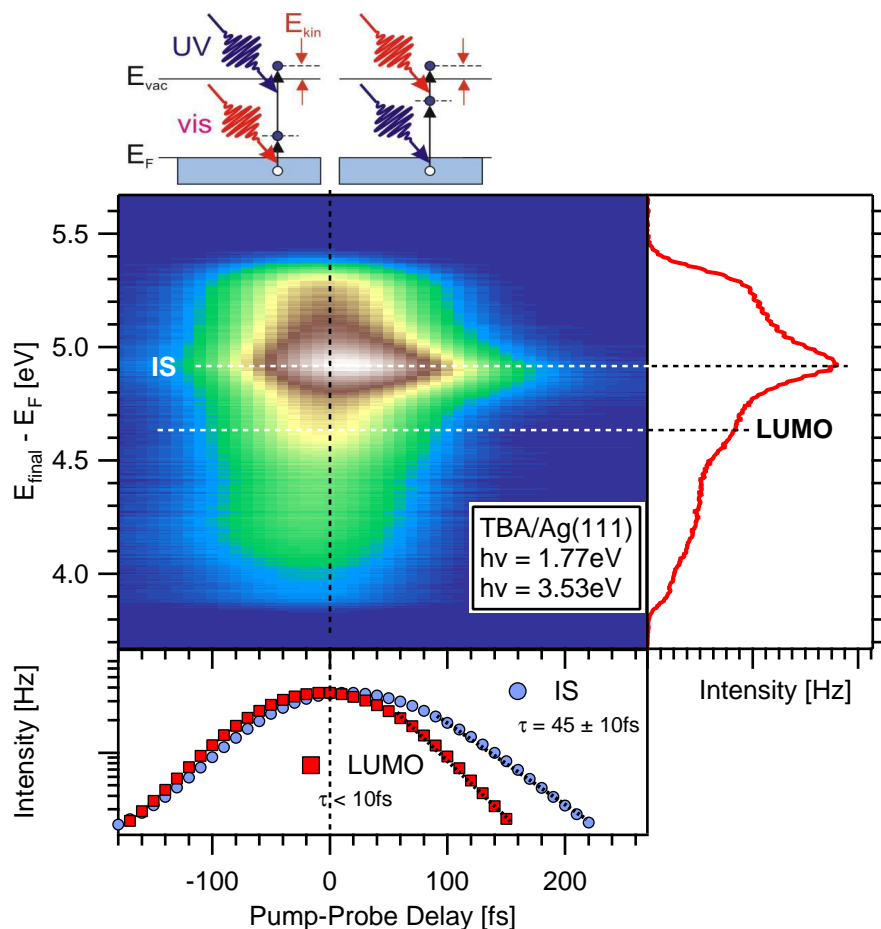 UV
E_kin
E_vac
vis
E_F
5.5
5.0
4.5
4.0
E_final - E_F [eV]
IS
LUMO
TBA/Ag(111)
hν = 1.77eV
hν = 3.53eV
Intensity [Hz]
Intensity [Hz]
IS
τ = 45 ± 10fs
LUMO
τ < 10fs
-100 0 100 200
Pump-Probe Delay [fs]